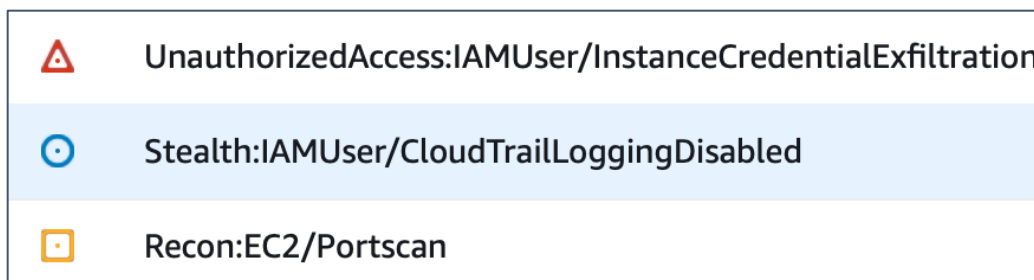 UnauthorizedAccess:IAMUser/InstanceCredentialExfiltration
Stealth:IAMUser/CloudTrailLoggingDisabled
Recon:EC2/Portscan